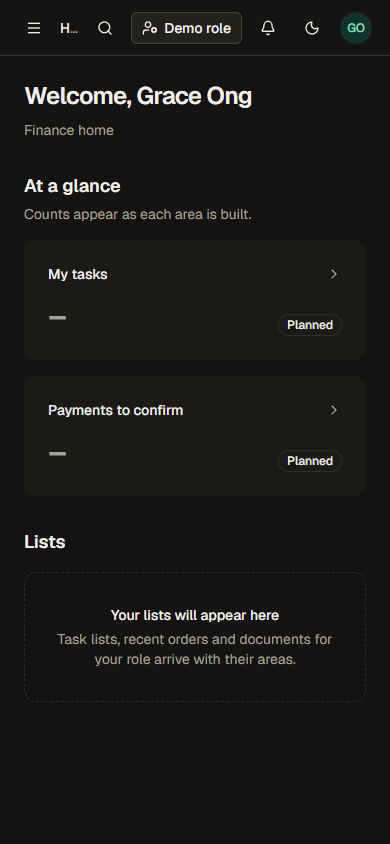 H...
Demo role
GO
Welcome, Grace Ong
Finance home
At a glance
Counts appear as each area is built.
My tasks
–
Planned
Payments to confirm
–
Planned
Lists
Your lists will appear here
Task lists, recent orders and documents for
your role arrive with their areas.